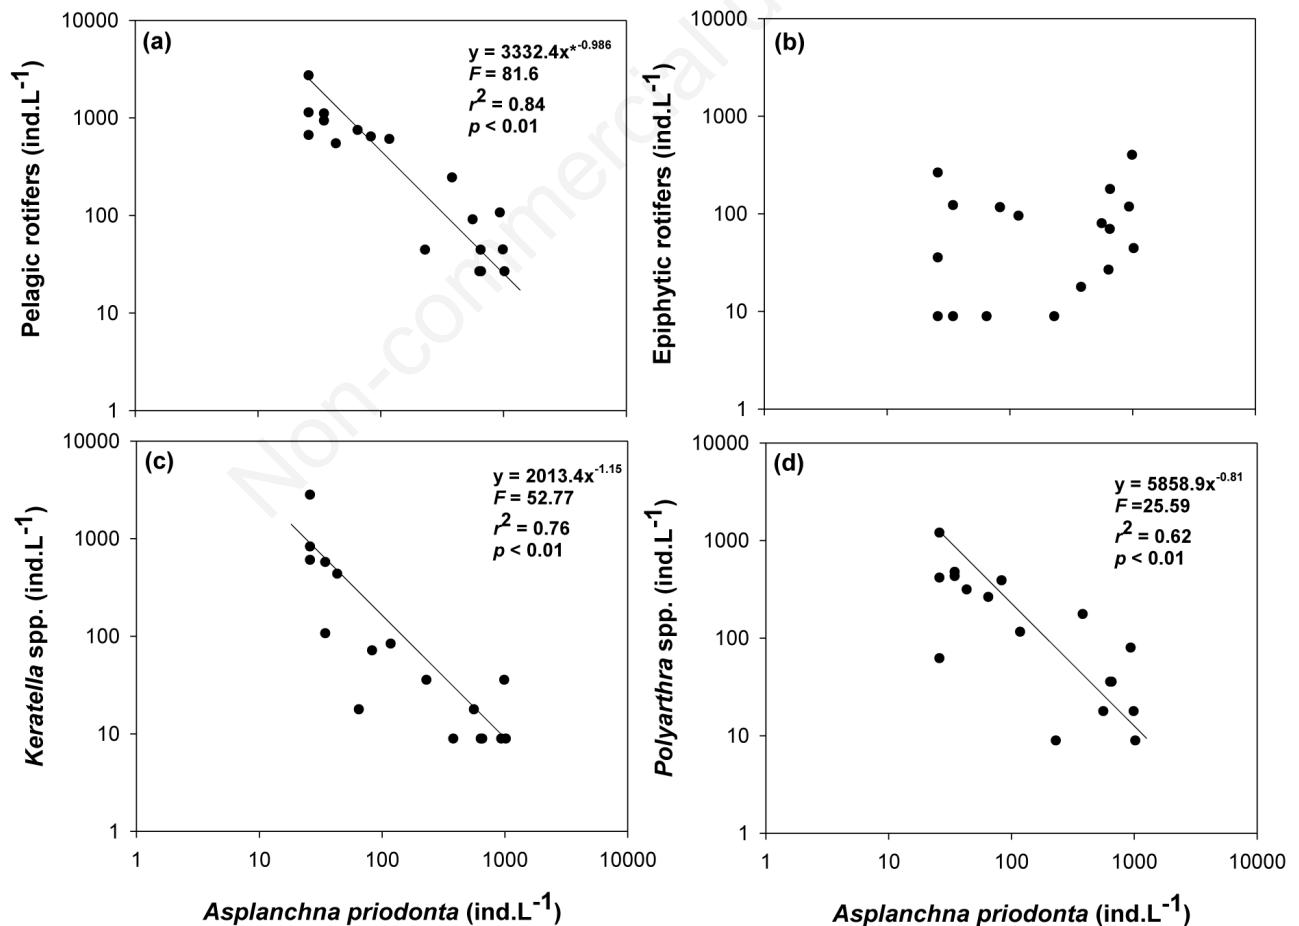 (a)
y = 3332.4x*-0.986
F = 81.6
r2 = 0.84
p < 0.01
Pelagic rotifers (ind.L-1)
10000
1000
100
10
1
(b)
Epiphytic rotifers (ind.L-1)
10000
1000
100
10
1
(c)
y = 2013.4x-1.15
F = 52.77
r2 = 0.76
p < 0.01
Keratella spp. (ind.L-1)
10000
1000
100
10
1
1 10 100 1000 10000
Asplanchna priodonta (ind.L-1)
(d)
y = 5858.9x-0.81
F =25.59
r2 = 0.62
p < 0.01
Polyarthra spp. (ind.L-1)
10000
1000
100
10
1
1 10 100 1000 10000
Asplanchna priodonta (ind.L-1)
Non-commercial